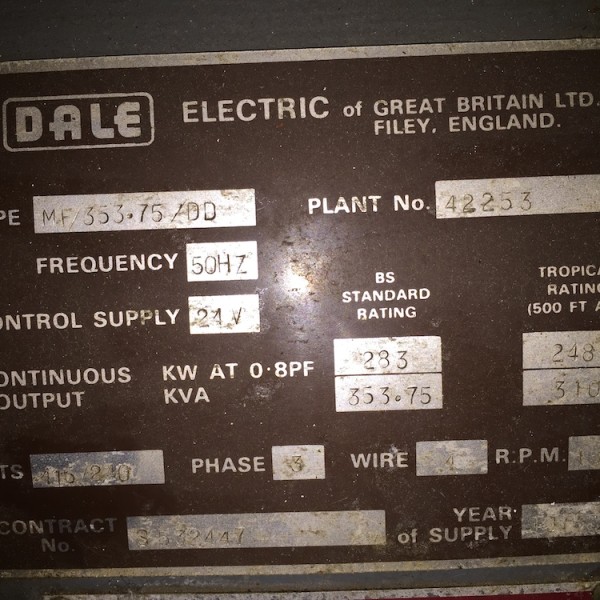 DALE ELECTRIC of GREAT BRITAIN LTD.
FILEY, ENGLAND.
PE MF/353.75/DD PLANT No. 42253
FREQUENCY 50HZ
BS STANDARD RATING
TROPICA
RATING
(500 FT A
ONTROL SUPPLY 24V
ONTINUOUS OUTPUT
KW AT 0·8PF 283 248
KVA 353.75 310
TS PHASE 3 WIRE 4 R.P.M.
CONTRACT No.
YEAR of SUPPLY